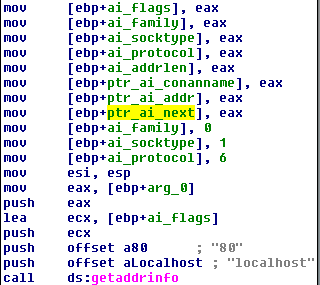 mov [ebp+ai_flags], eax
mov [ebp+ai_family], eax
mov [ebp+ai_socktype], eax
mov [ebp+ai_protocol], eax
mov [ebp+ai_addrlen], eax
mov [ebp+ptr_ai_conanname], eax
mov [ebp+ptr_ai_addr], eax
mov [ebp+ptr_ai_next], eax
mov [ebp+ai_family], 0
mov [ebp+ai_socktype], 1
mov [ebp+ai_protocol], 6
mov esi, esp
mov eax, [ebp+arg_0]
push eax
lea ecx, [ebp+ai_flags]
push ecx
push offset a80 ; "80"
push offset aLocalhost ; "localhost"
call ds:getaddrinfo